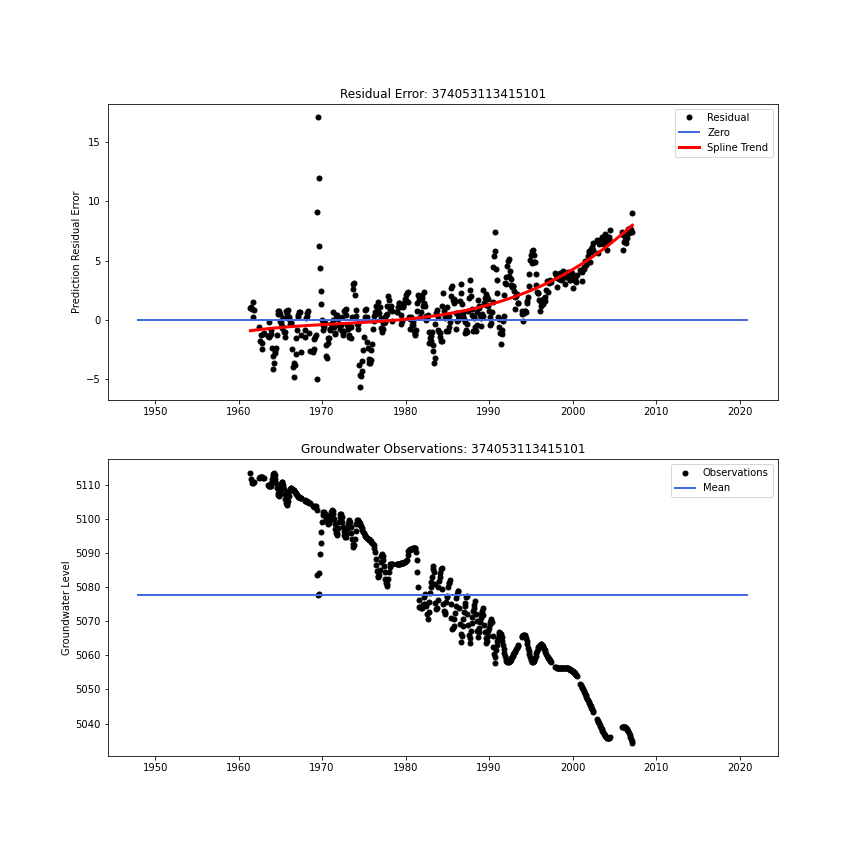 Residual Error: 374053113415101
Prediction Residual Error
15
10
5
0
−5
Residual
Zero
Spline Trend
1950 1960 1970 1980 1990 2000 2010 2020
Groundwater Observations: 374053113415101
Groundwater Level
5110
5100
5090
5080
5070
5060
5050
5040
Observations
Mean
1950 1960 1970 1980 1990 2000 2010 2020